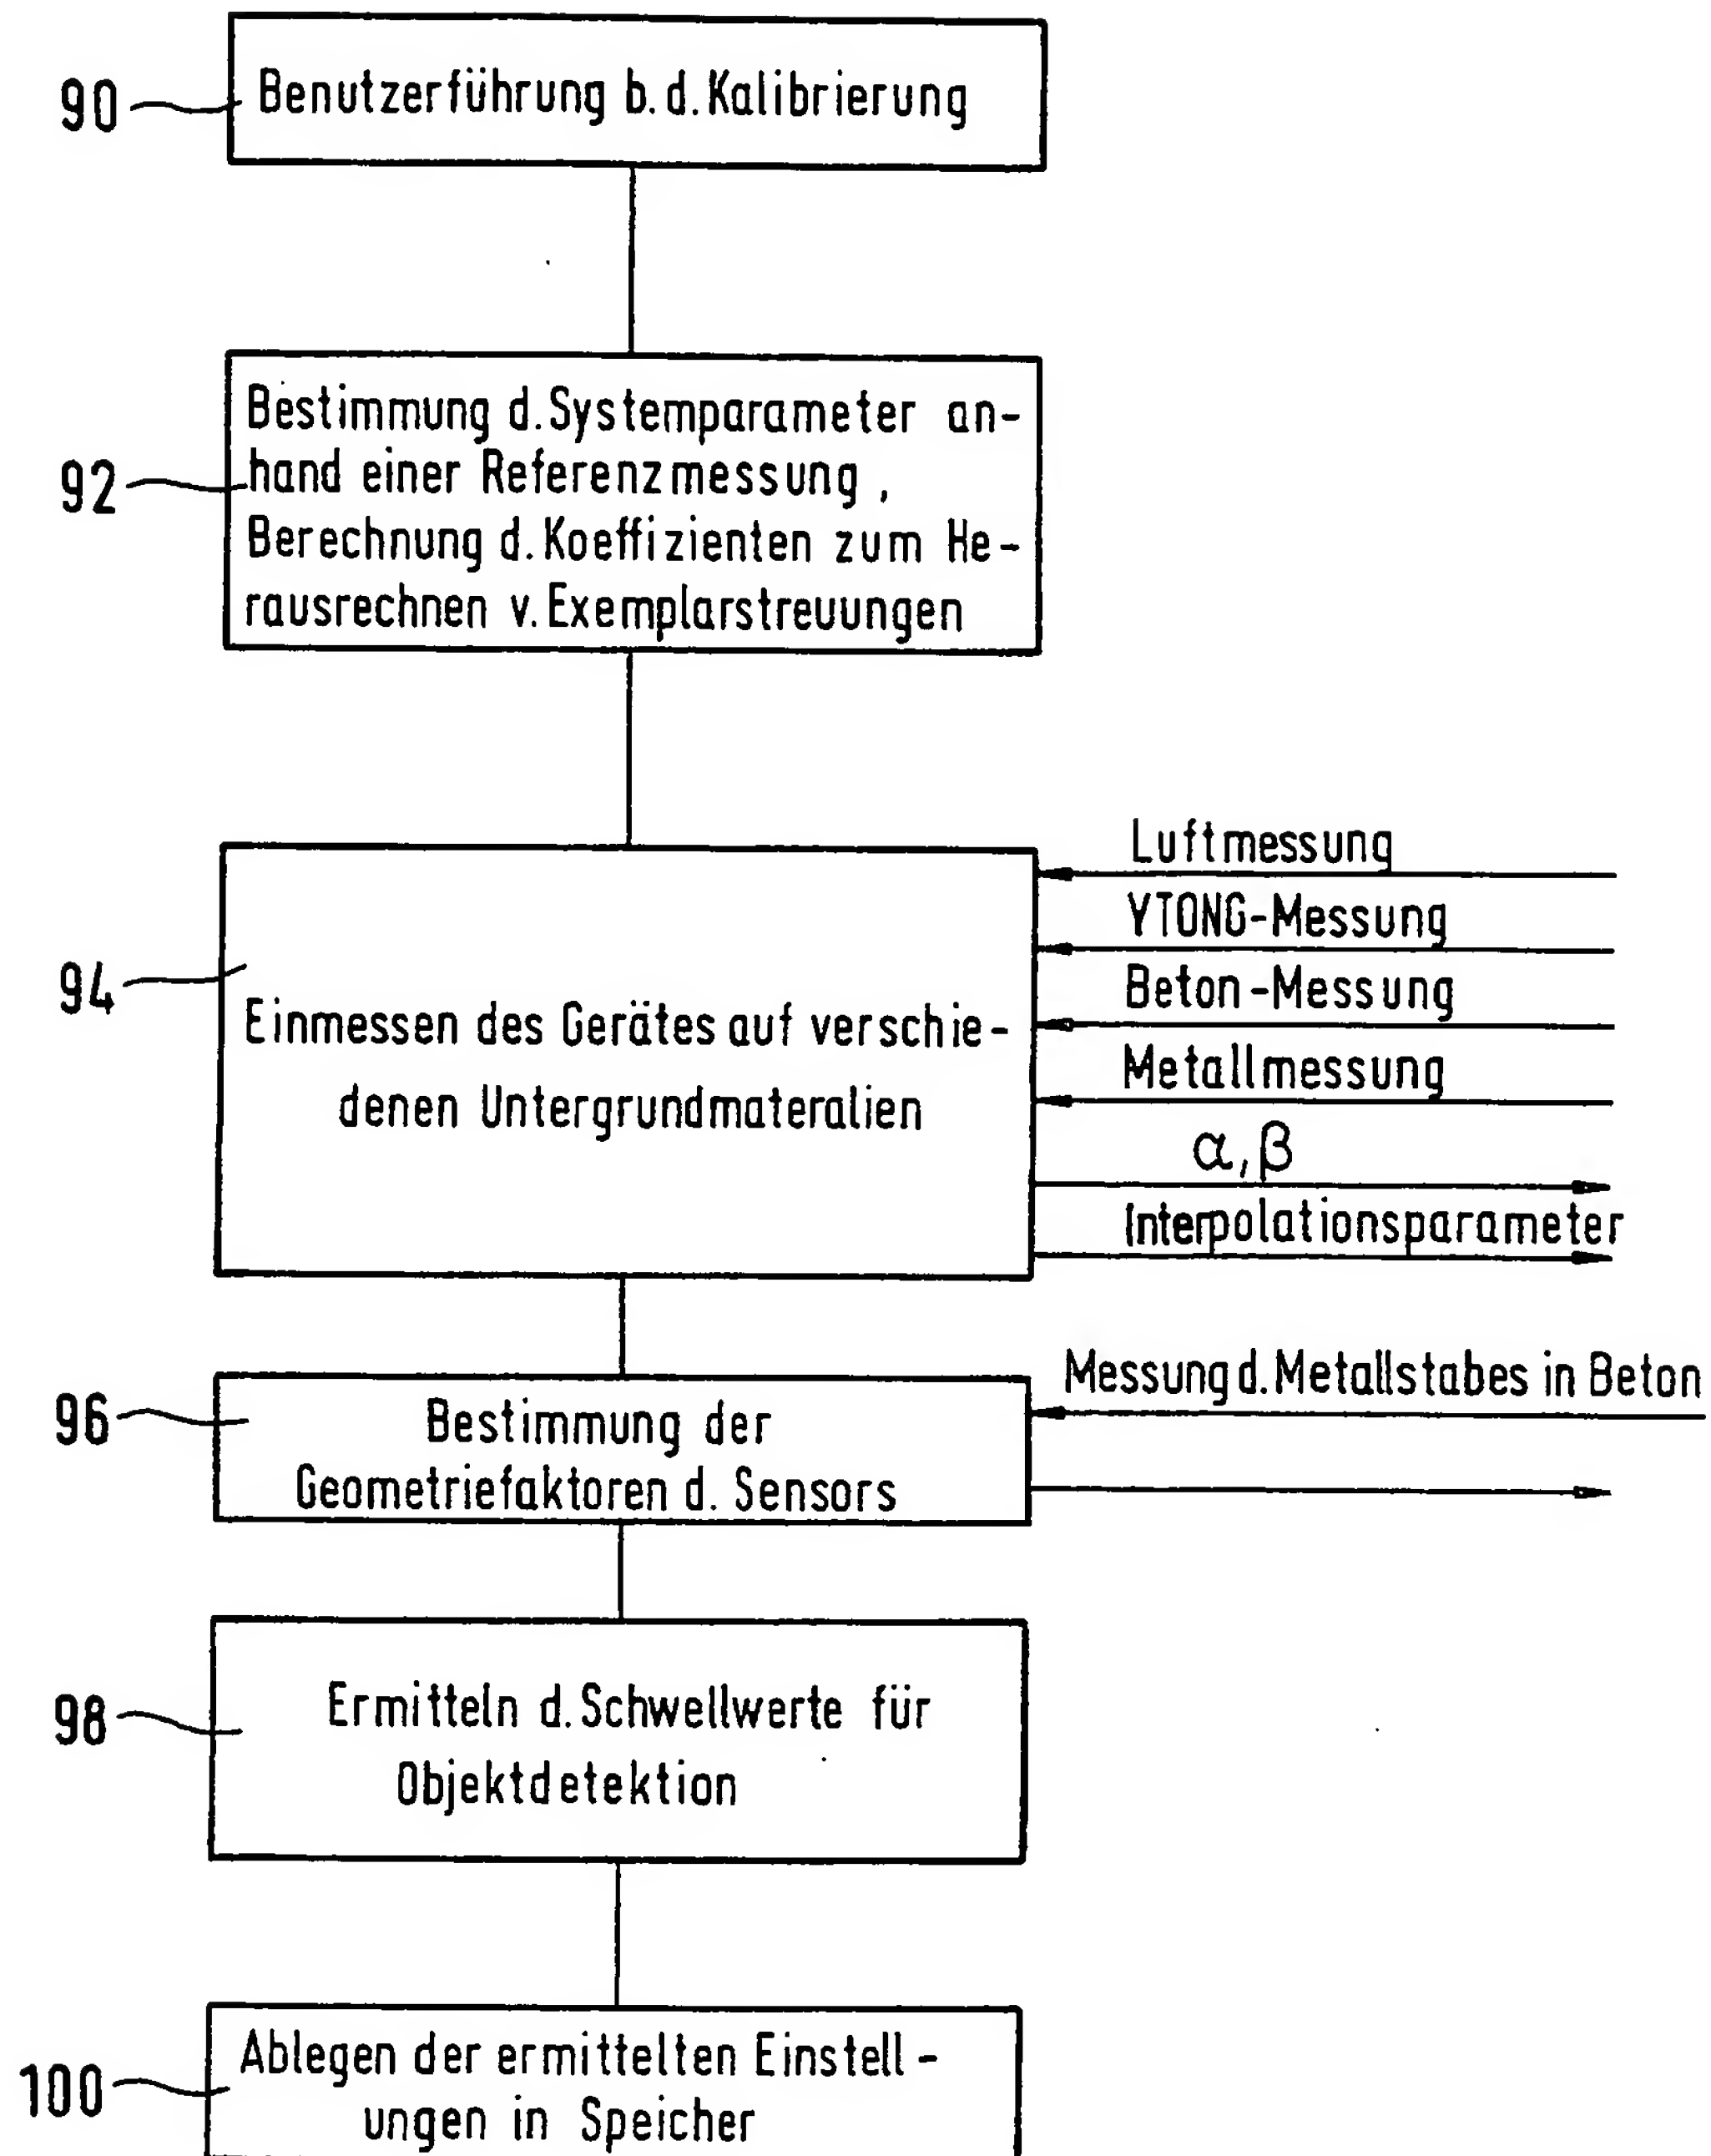 90
Benutzerführung b. d. Kalibrierung
92
Bestimmung d. Systemparameter an-
hand einer Referenzmessung,
Berechnung d. Koeffizienten zum He-
rausrechnen v. Exemplarstreuungen
94
Einmessen des Gerätes auf verschie-
denen Untergrundmateralien
Luftmessung
YTONG-Messung
Beton-Messung
Metallmessung
α, β
Interpolationsparameter
96
Bestimmung der
Geometriefaktoren d. Sensors
Messung d. Metallstabes in Beton
98
Ermitteln d. Schwellwerte für
Objektdetektion
100
Ablegen der ermittelten Einstell-
ungen in Speicher